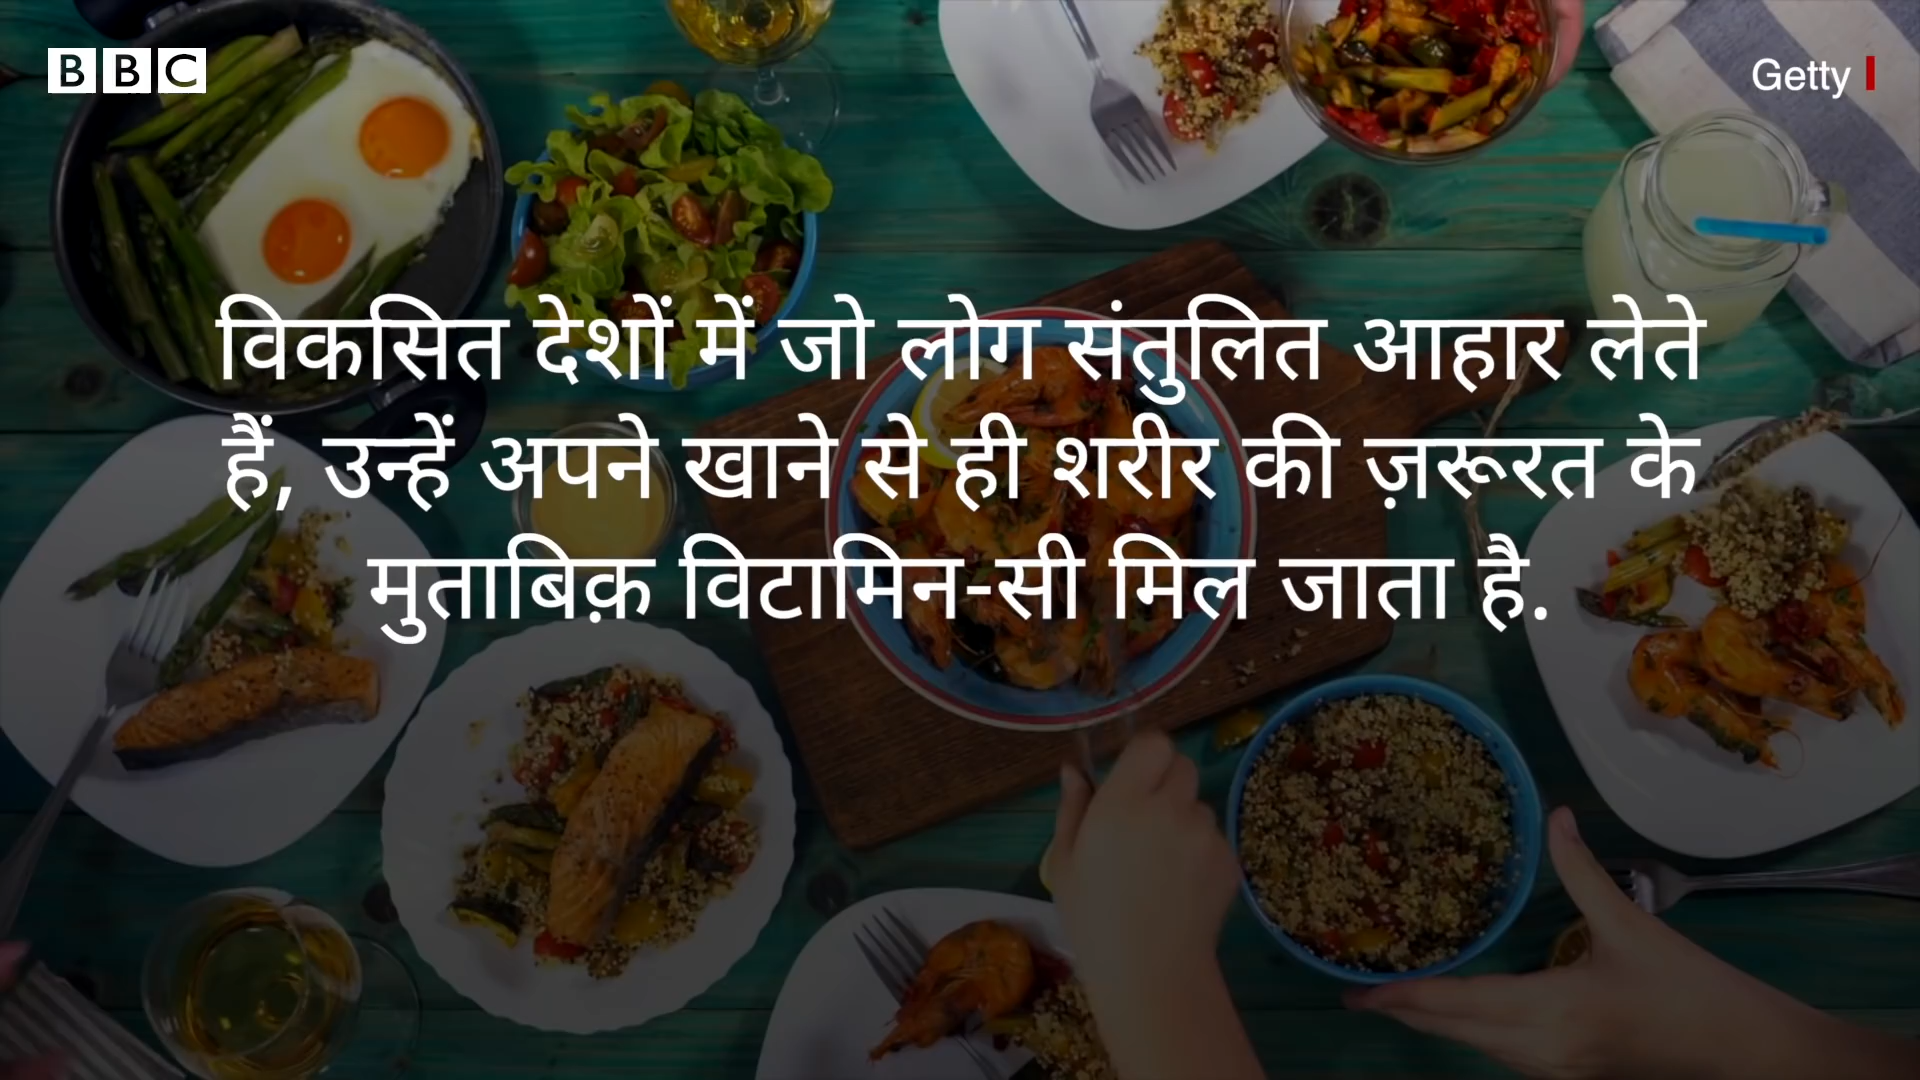 BBC
Getty
विकसित देशों में जो लोग संतुलित आहार लेते
हैं, उन्हें अपने खाने से ही शरीर की ज़रूरत के
मुताबिक़ विटामिन-सी मिल जाता है.